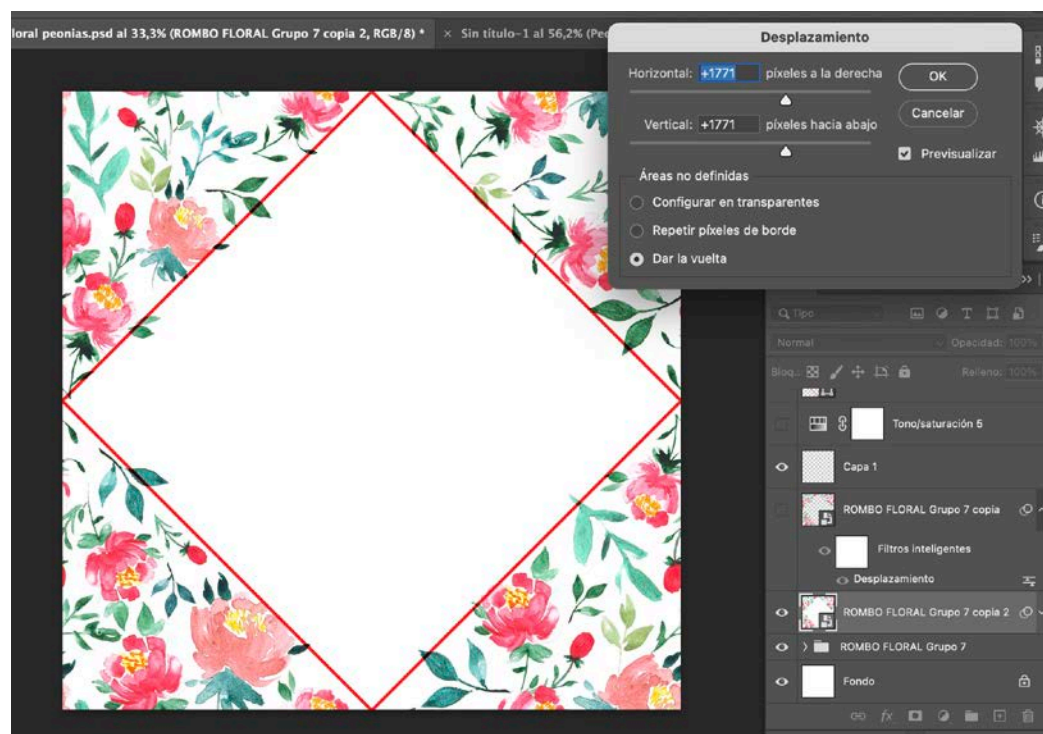 loral peonias.psd al 33,3% (ROMBO FLORAL Grupo 7 copia 2, RGB/8) *
× Sin título-1 al 56,2% (Peo
Desplazamiento
Horizontal: +1771 píxeles a la derecha
OK
Vertical: +1771 píxeles hacia abajo
Cancelar
Previsualizar
Áreas no definidas
Configurar en transparentes
Repetir píxeles de borde
Dar la vuelta
Tipo
Normal
Opacidad: 100%
Bloq.:
Relleno: 100%
Tono/saturación 5
Capa 1
ROMBO FLORAL Grupo 7 copia
Filtros inteligentes
Desplazamiento
ROMBO FLORAL Grupo 7 copia 2
ROMBO FLORAL Grupo 7
Fondo
fx